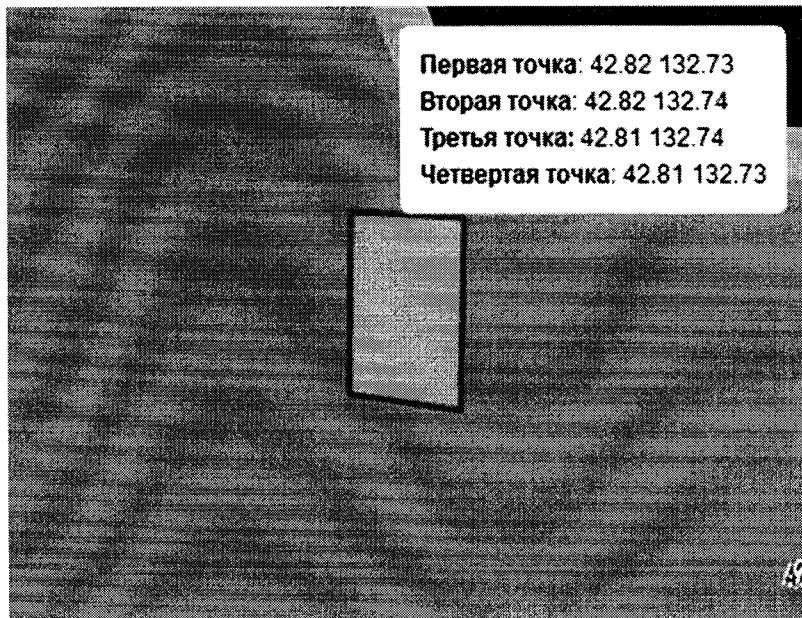 Первая точка: 42.82 132.73
Вторая точка: 42.82 132.74
Третья точка: 42.81 132.74
Четвертая точка: 42.81 132.73